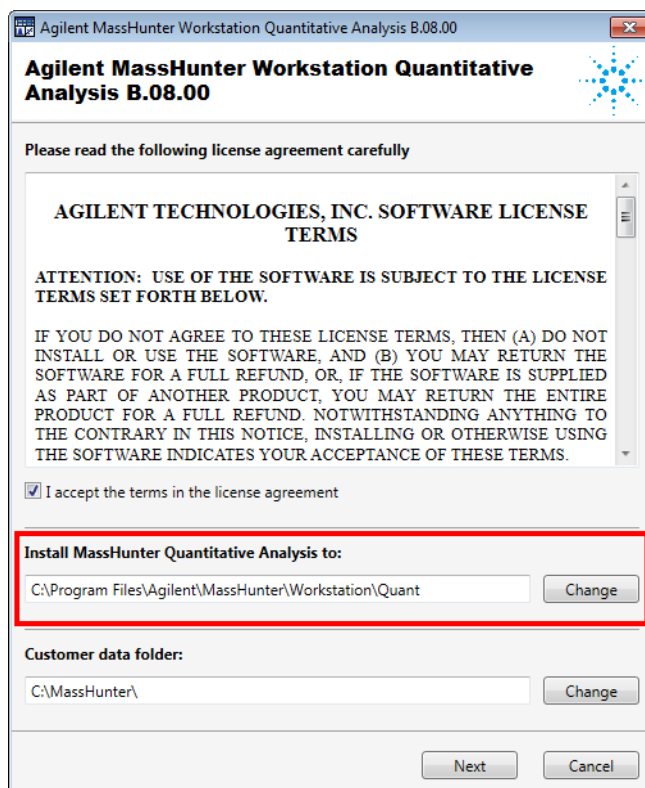 Agilent MassHunter Workstation Quantitative Analysis B.08.00
Agilent MassHunter Workstation Quantitative
Analysis B.08.00
Please read the following license agreement carefully
AGILENT TECHNOLOGIES, INC. SOFTWARE LICENSE
TERMS
ATTENTION: USE OF THE SOFTWARE IS SUBJECT TO THE LICENSE
TERMS SET FORTH BELOW.
IF YOU DO NOT AGREE TO THESE LICENSE TERMS, THEN (A) DO NOT
INSTALL OR USE THE SOFTWARE, AND (B) YOU MAY RETURN THE
SOFTWARE FOR A FULL REFUND, OR, IF THE SOFTWARE IS SUPPLIED
AS PART OF ANOTHER PRODUCT, YOU MAY RETURN THE ENTIRE
PRODUCT FOR A FULL REFUND. NOTWITHSTANDING ANYTHING TO
THE CONTRARY IN THIS NOTICE, INSTALLING OR OTHERWISE USING
THE SOFTWARE INDICATES YOUR ACCEPTANCE OF THESE TERMS.
I accept the terms in the license agreement
Install MassHunter Quantitative Analysis to:
C:\Program Files\Agilent\MassHunter\Workstation\Quant
Change
Customer data folder:
C:\MassHunter\
Change
Next
Cancel